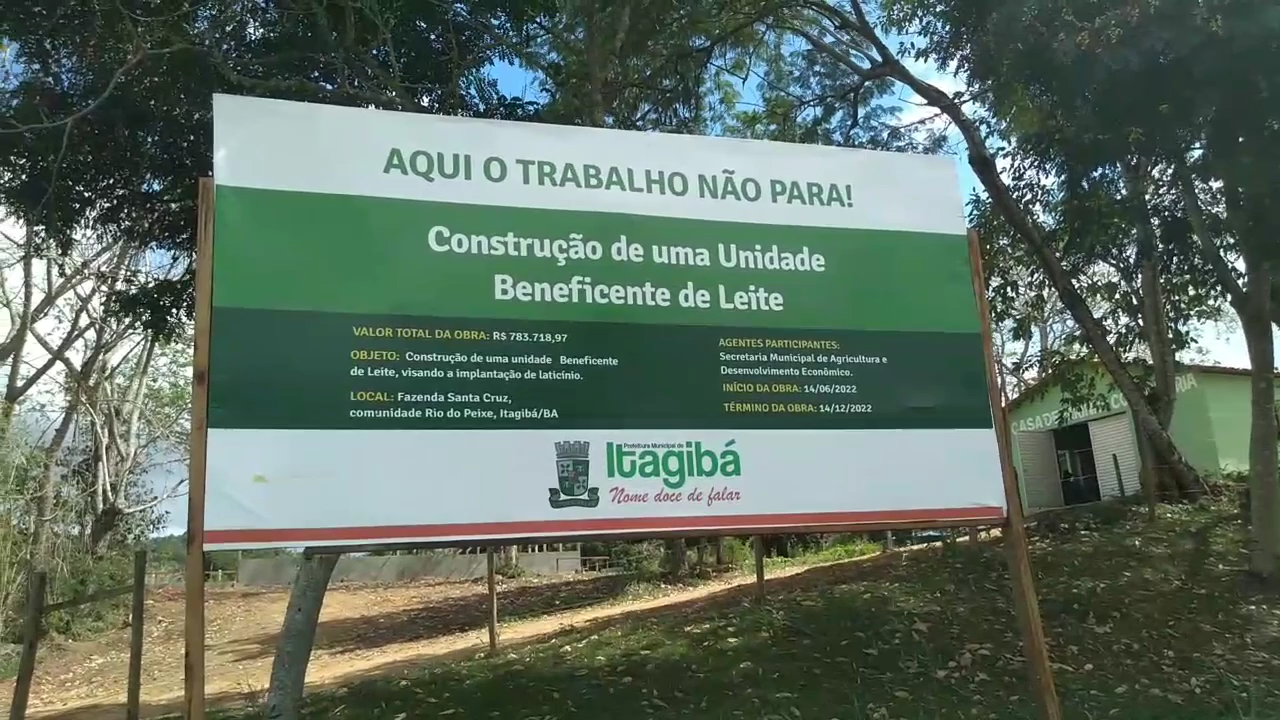 AQUI O TRABALHO NÃO PARA!
Construção de uma Unidade
Beneficente de Leite
VALOR TOTAL DA OBRA: R$ 783.718,97
OBJETO: Construção de uma unidade Beneficente
de Leite, visando a implantação de laticínio.
LOCAL: Fazenda Santa Cruz,
comunidade Rio do Peixe, Itagibá/BA
AGENTES PARTICIPANTES:
Secretaria Municipal de Agricultura e
Desenvolvimento Econômico.
INÍCIO DA OBRA: 14/06/2022
TÉRMINO DA OBRA: 14/12/2022
Prefeitura Municipal de
Itagibá
Nome doce de falar
CASA DE